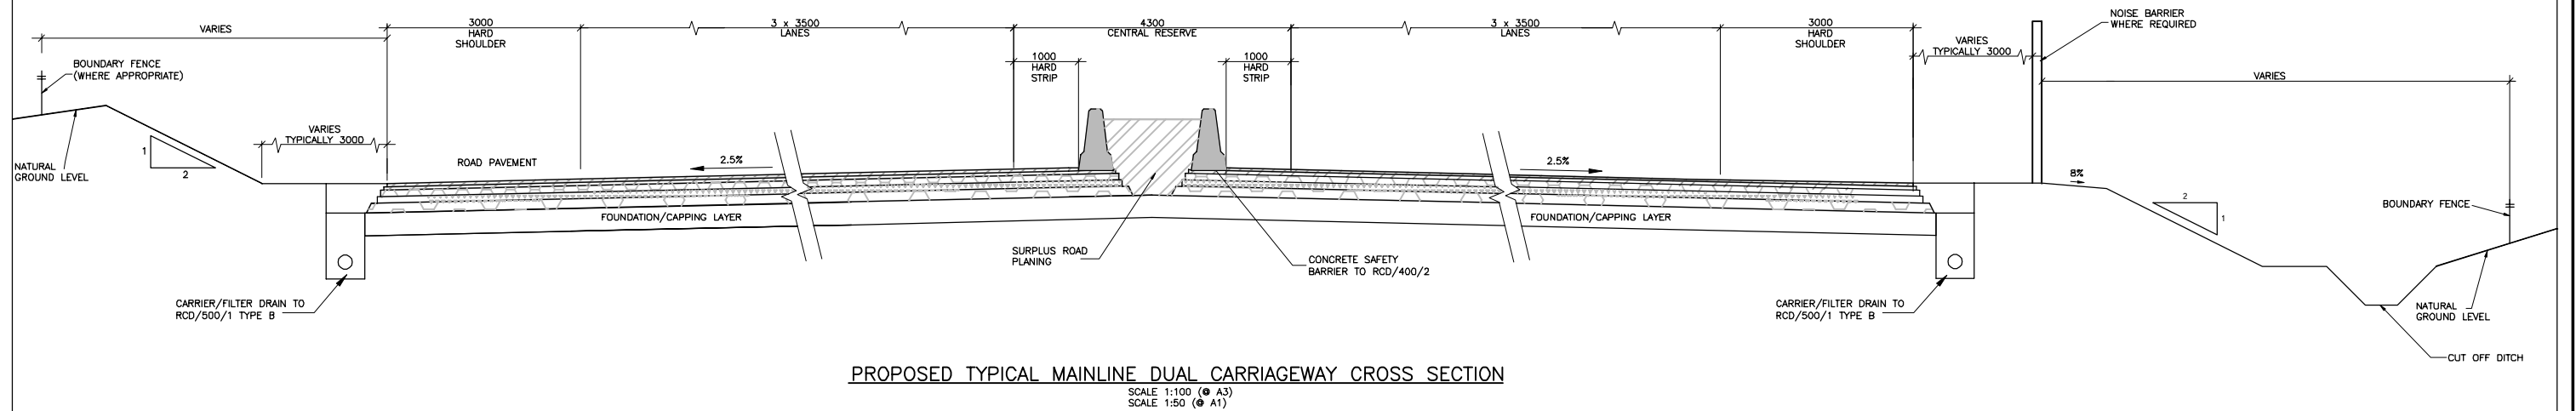 VARIES
3000
HARD
SHOULDER
3 x 3500
LANES
4300
CENTRAL RESERVE
3 x 3500
LANES
3000
HARD
SHOULDER
NOISE BARRIER
WHERE REQUIRED
VARIES
TYPICALLY 3000
1000
HARD
STRIP
1000
HARD
STRIP
BOUNDARY FENCE
(WHERE APPROPRIATE)
VARIES
VARIES
TYPICALLY 3000
1
2
NATURAL
GROUND LEVEL
ROAD PAVEMENT
2.5%
2.5%
8%
2
1
BOUNDARY FENCE
FOUNDATION/CAPPING LAYER
FOUNDATION/CAPPING LAYER
SURPLUS ROAD
PLANING
CONCRETE SAFETY
BARRIER TO RCD/400/2
CARRIER/FILTER DRAIN TO
RCD/500/1 TYPE B
CARRIER/FILTER DRAIN TO
RCD/500/1 TYPE B
NATURAL
GROUND LEVEL
CUT OFF DITCH
PROPOSED TYPICAL MAINLINE DUAL CARRIAGEWAY CROSS SECTION
SCALE 1:100 (@ A3)
SCALE 1:50 (@ A1)